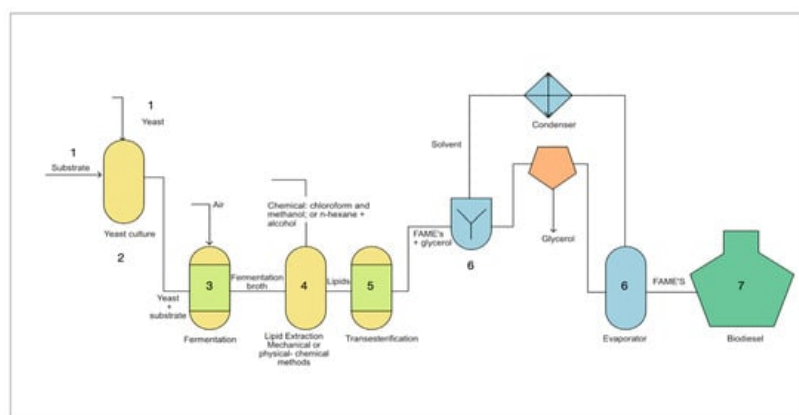 1
Yeast
1
Substrate
Yeast culture
2
Air
Yeast
+
substrate
3
Fermentation
Fermentation
broth
Chemical: chloroform and
methanol; or n-hexane +
alcohol
4
Lipid Extraction
Mechanical or
physical- chemical
methods
Lipids
5
Transesterification
FAME's
+ glycerol
Solvent
6
Condenser
Glycerol
6
Evaporator
FAME'S
7
Biodiesel